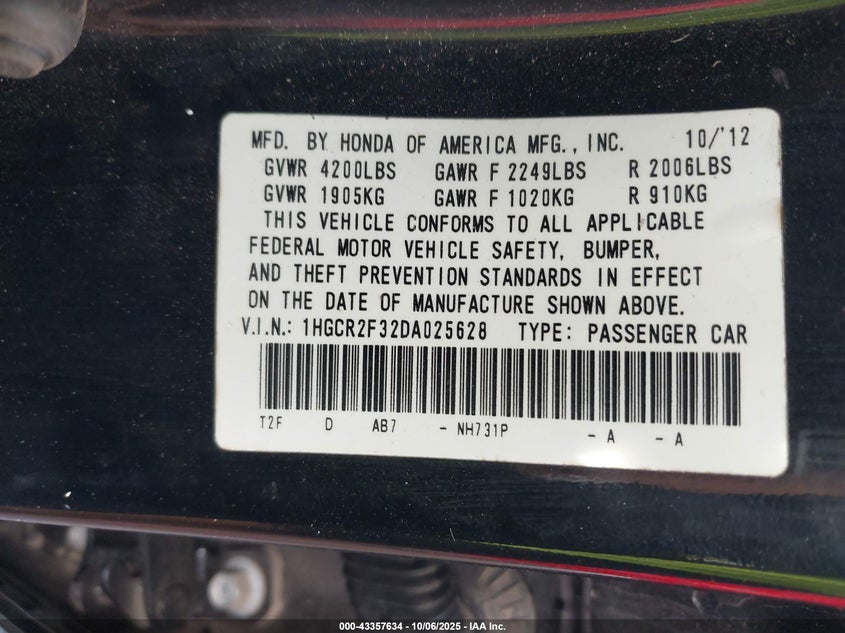 MFD. BY HONDA OF AMERICA MFG., INC. 10/'12
GVWR 4200LBS GAWR F 2249LBS R 2006LBS
GVWR 1905KG GAWR F 1020KG R 910KG
THIS VEHICLE CONFORMS TO ALL APPLICABLE
FEDERAL MOTOR VEHICLE SAFETY, BUMPER,
AND THEFT PREVENTION STANDARDS IN EFFECT
ON THE DATE OF MANUFACTURE SHOWN ABOVE.
V.I.N.: 1HGCR2F32DA025628 TYPE: PASSENGER CAR
T2F D AB7 - NH731P - A - A
000-43357634 - 10/06/2025 - IAA Inc.